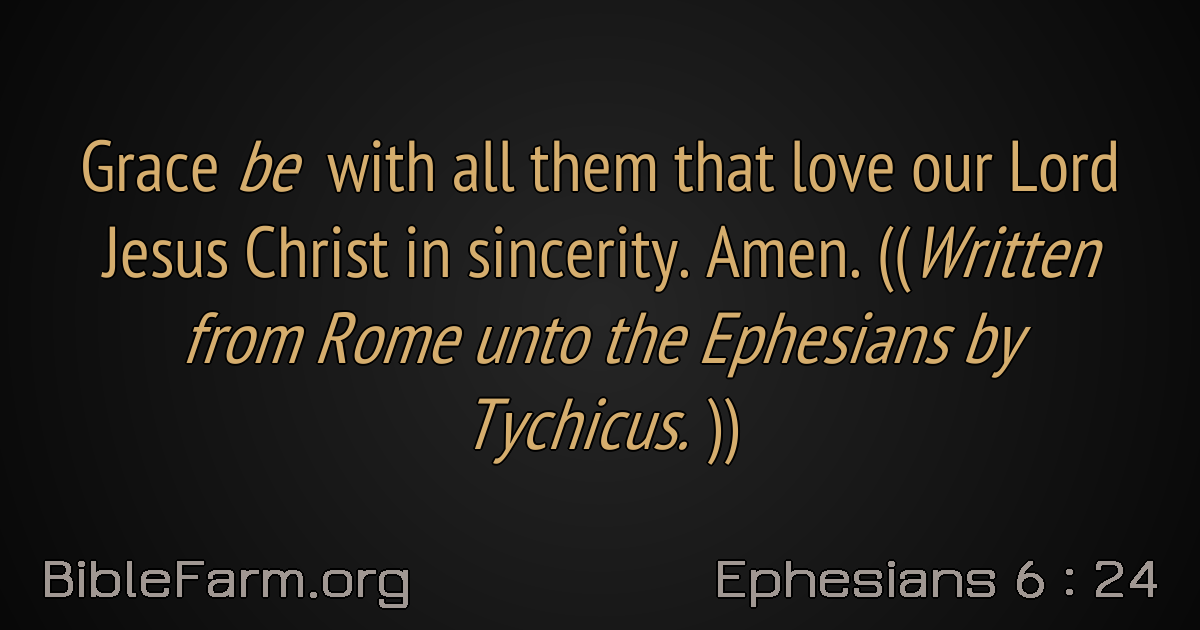 Grace be with all them that love our Lord
Jesus Christ in sincerity. Amen. ((Written
from Rome unto the Ephesians by
Tychicus. ))
BibleFarm.org
Ephesians 6 : 24